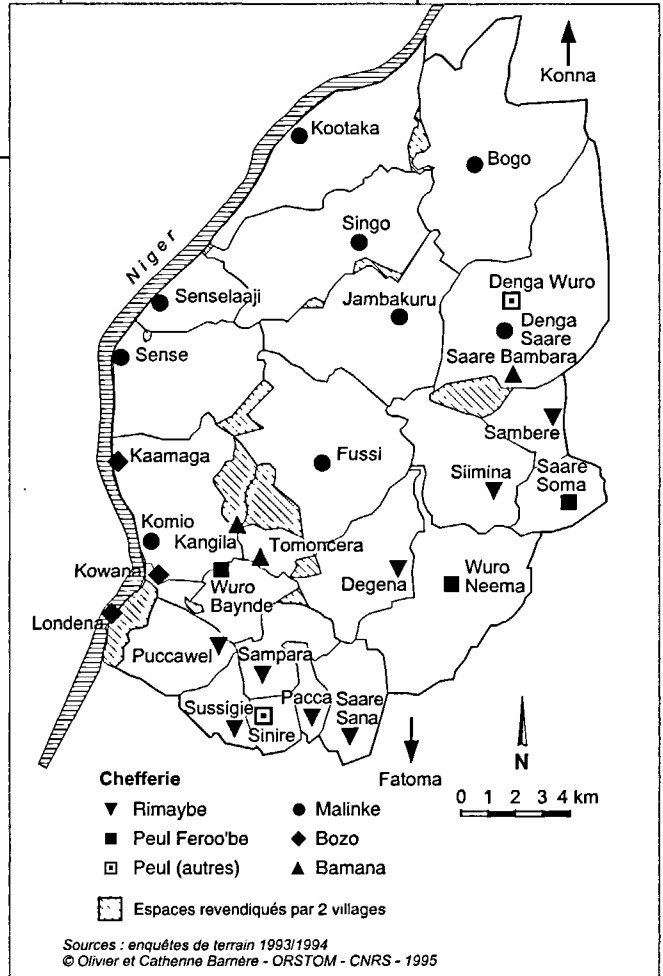 Konna
Kootaka
Bogo
Singo
Niger
Denga Wuro
Senselaaji
Jambakuru
Denga
Saare
Sense
Saare Bambara
Sambere
Kaamaga
Fussi
Siimina
Saare
Soma
Komio
Kangila
Tomoncera
Kowana
Degena
Wuro
Neema
Wuro
Baynde
Londena
Puccawel
Sampara
Sussigie
Sinire
Pacca
Saare
Sana
Fatoma
N
Chefferie
0 1 2 3 4 km
Rimaybe
Malinke
Peul Feroo'be
Bozo
Peul (autres)
Bamana
Espaces revendiqués par 2 villages
Sources : enquêtes de terrain 1993/1994
© Olivier et Catherine Barrière - ORSTOM - CNRS - 1995